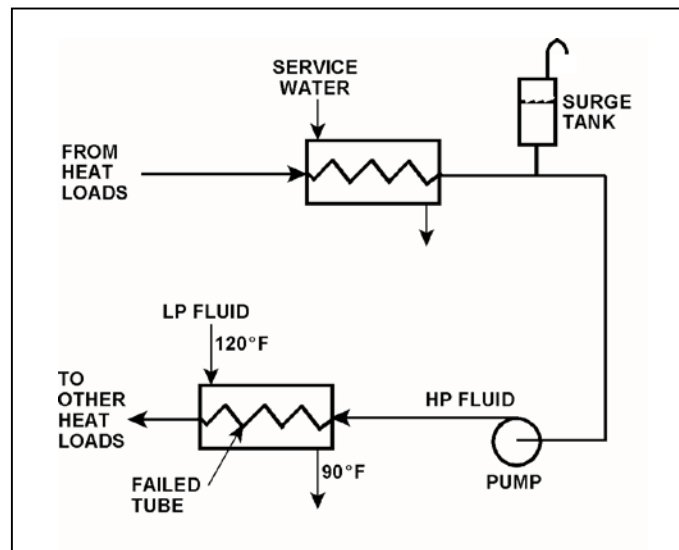 SERVICE
WATER
SURGE
TANK
FROM
HEAT
LOADS
LP FLUID
120°F
TO
OTHER
HEAT
LOADS
HP FLUID
90°F
FAILED
TUBE
PUMP